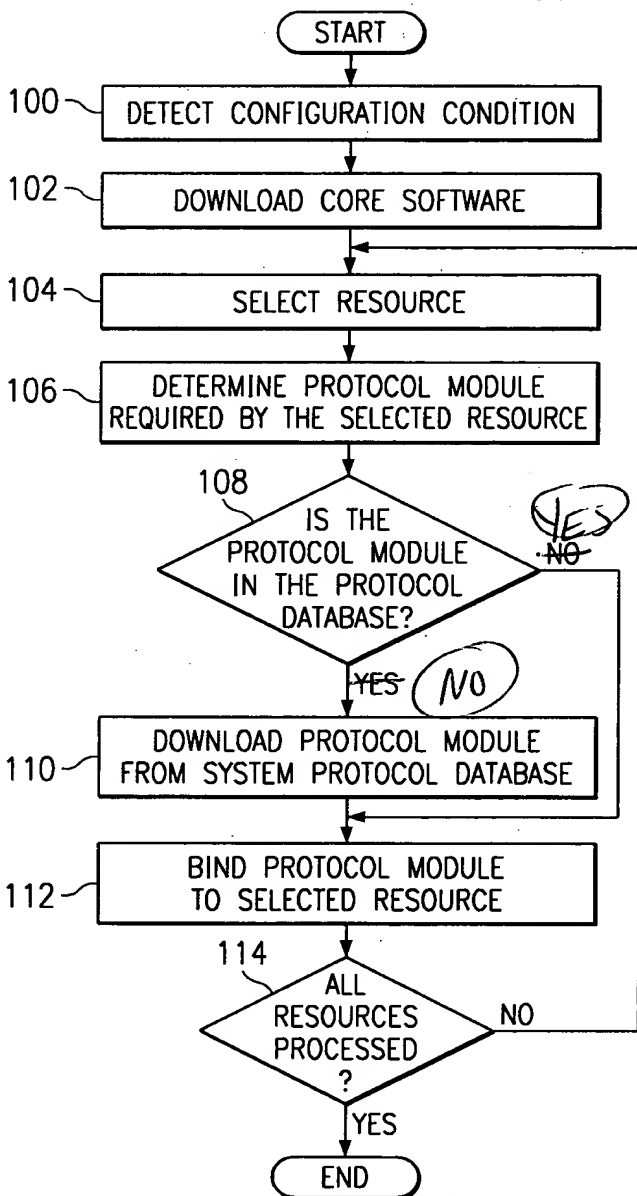 START
100
DETECT CONFIGURATION CONDITION
102
DOWNLOAD CORE SOFTWARE
104
SELECT RESOURCE
106
DETERMINE PROTOCOL MODULE
REQUIRED BY THE SELECTED RESOURCE
108
IS THE
PROTOCOL MODULE
IN THE PROTOCOL
DATABASE?
YES
NO
YES
NO
110
DOWNLOAD PROTOCOL MODULE
FROM SYSTEM PROTOCOL DATABASE
112
BIND PROTOCOL MODULE
TO SELECTED RESOURCE
114
ALL
RESOURCES
PROCESSED
?
NO
YES
END